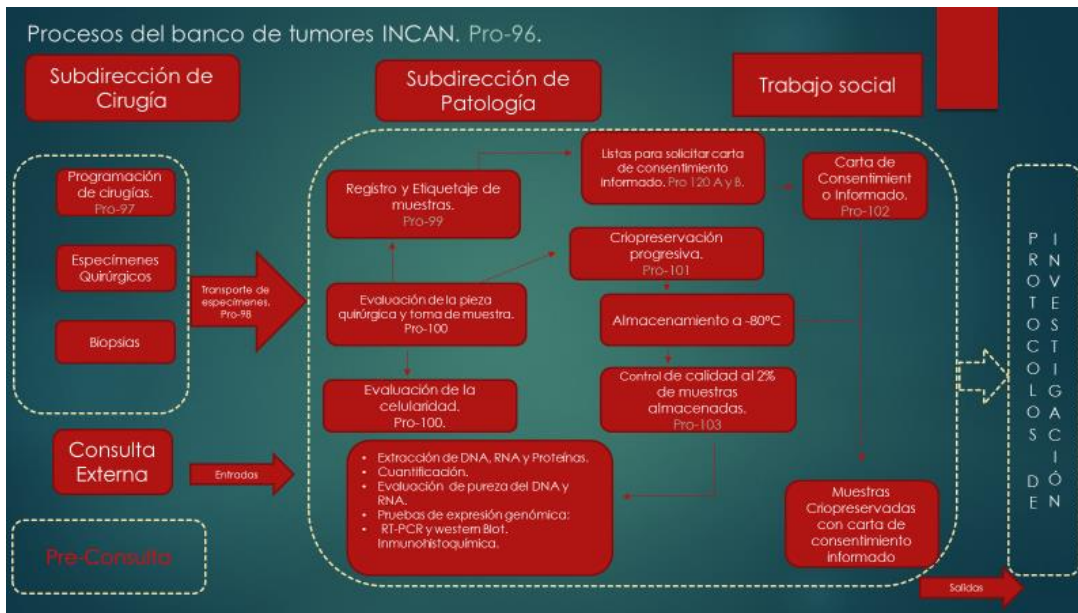 Procesos del banco de tumores INCAN. Pro-96.
Subdirección de
Cirugía
Subdirección de
Patología
Trabajo social
Programación
de cirugías.
Pro-97
Especímenes
Quirúrgicos
Biopsias
Transporte de
especímenes.
Pro-98
Registro y Etiquetaje de
muestras.
Pro-99
Listas para solicitar carta
de consentimiento
informado. Pro 120 A y B.
Carta de
Consentimient
o Informado.
Pro-102
Criopreservación
progresiva.
Pro-101
Evaluación de la pieza
quirúrgica y toma de muestra.
Pro-100
Almacenamiento a -80ºC
Evaluación de la
celularidad.
Pro-100.
Control de calidad al 2%
de muestras
almacenadas.
Pro-103
Consulta
Externa
Entradas
• Extracción de DNA, RNA y Proteínas.
• Cuantificación.
• Evaluación de pureza del DNA y
RNA.
• Pruebas de expresión genómica:
RT-PCR y western Blot.
Inmunohistoquímica.
Muestras
Criopreservadas
con carta de
consentimiento
informado
Pre-Consulta
Salidas
PROTOCOLOS DE
INVESTIGACIÓN